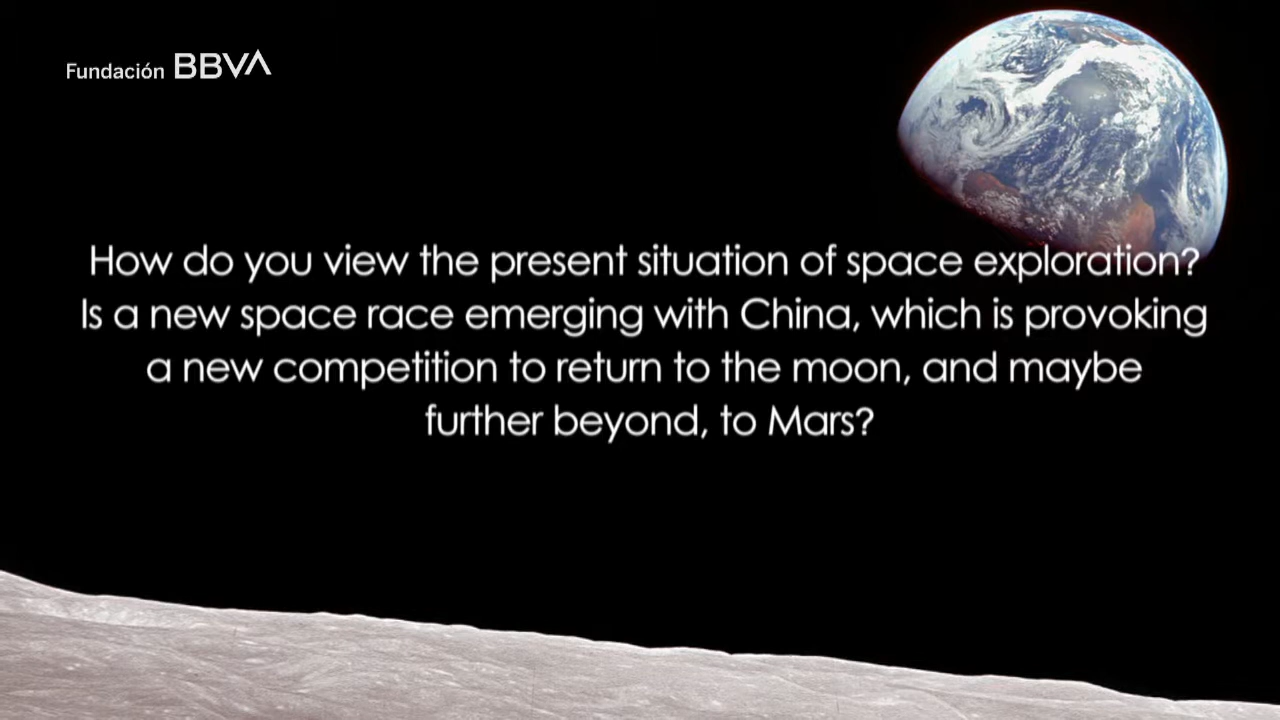 Fundación BBVA
How do you view the present situation of space exploration?
Is a new space race emerging with China, which is provoking
a new competition to return to the moon, and maybe
further beyond, to Mars?